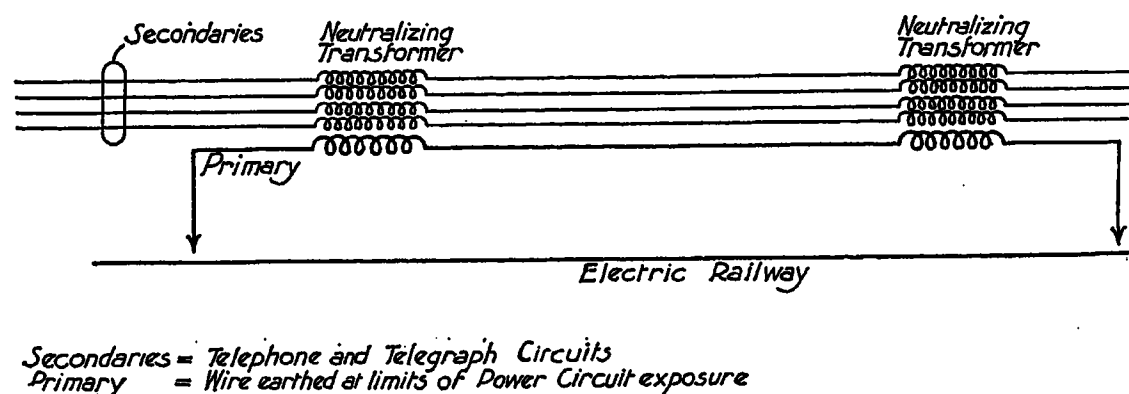 Secondaries
Neutralizing
Transformer
Neutralizing
Transformer
Primary
Electric Railway
Secondaries = Telephone and Telegraph Circuits
Primary = Wire earthed at limits of Power Circuit exposure